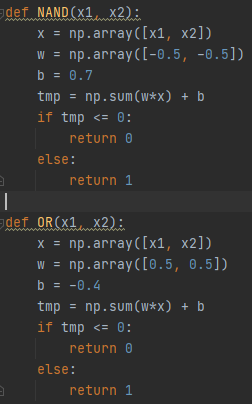 def NAND(x1, x2):
    x = np.array([x1, x2])
    w = np.array([-0.5, -0.5])
    b = 0.7
    tmp = np.sum(w*x) + b
    if tmp <= 0:
        return 0
    else:
        return 1

def OR(x1, x2):
    x = np.array([x1, x2])
    w = np.array([0.5, 0.5])
    b = -0.4
    tmp = np.sum(w*x) + b
    if tmp <= 0:
        return 0
    else:
        return 1